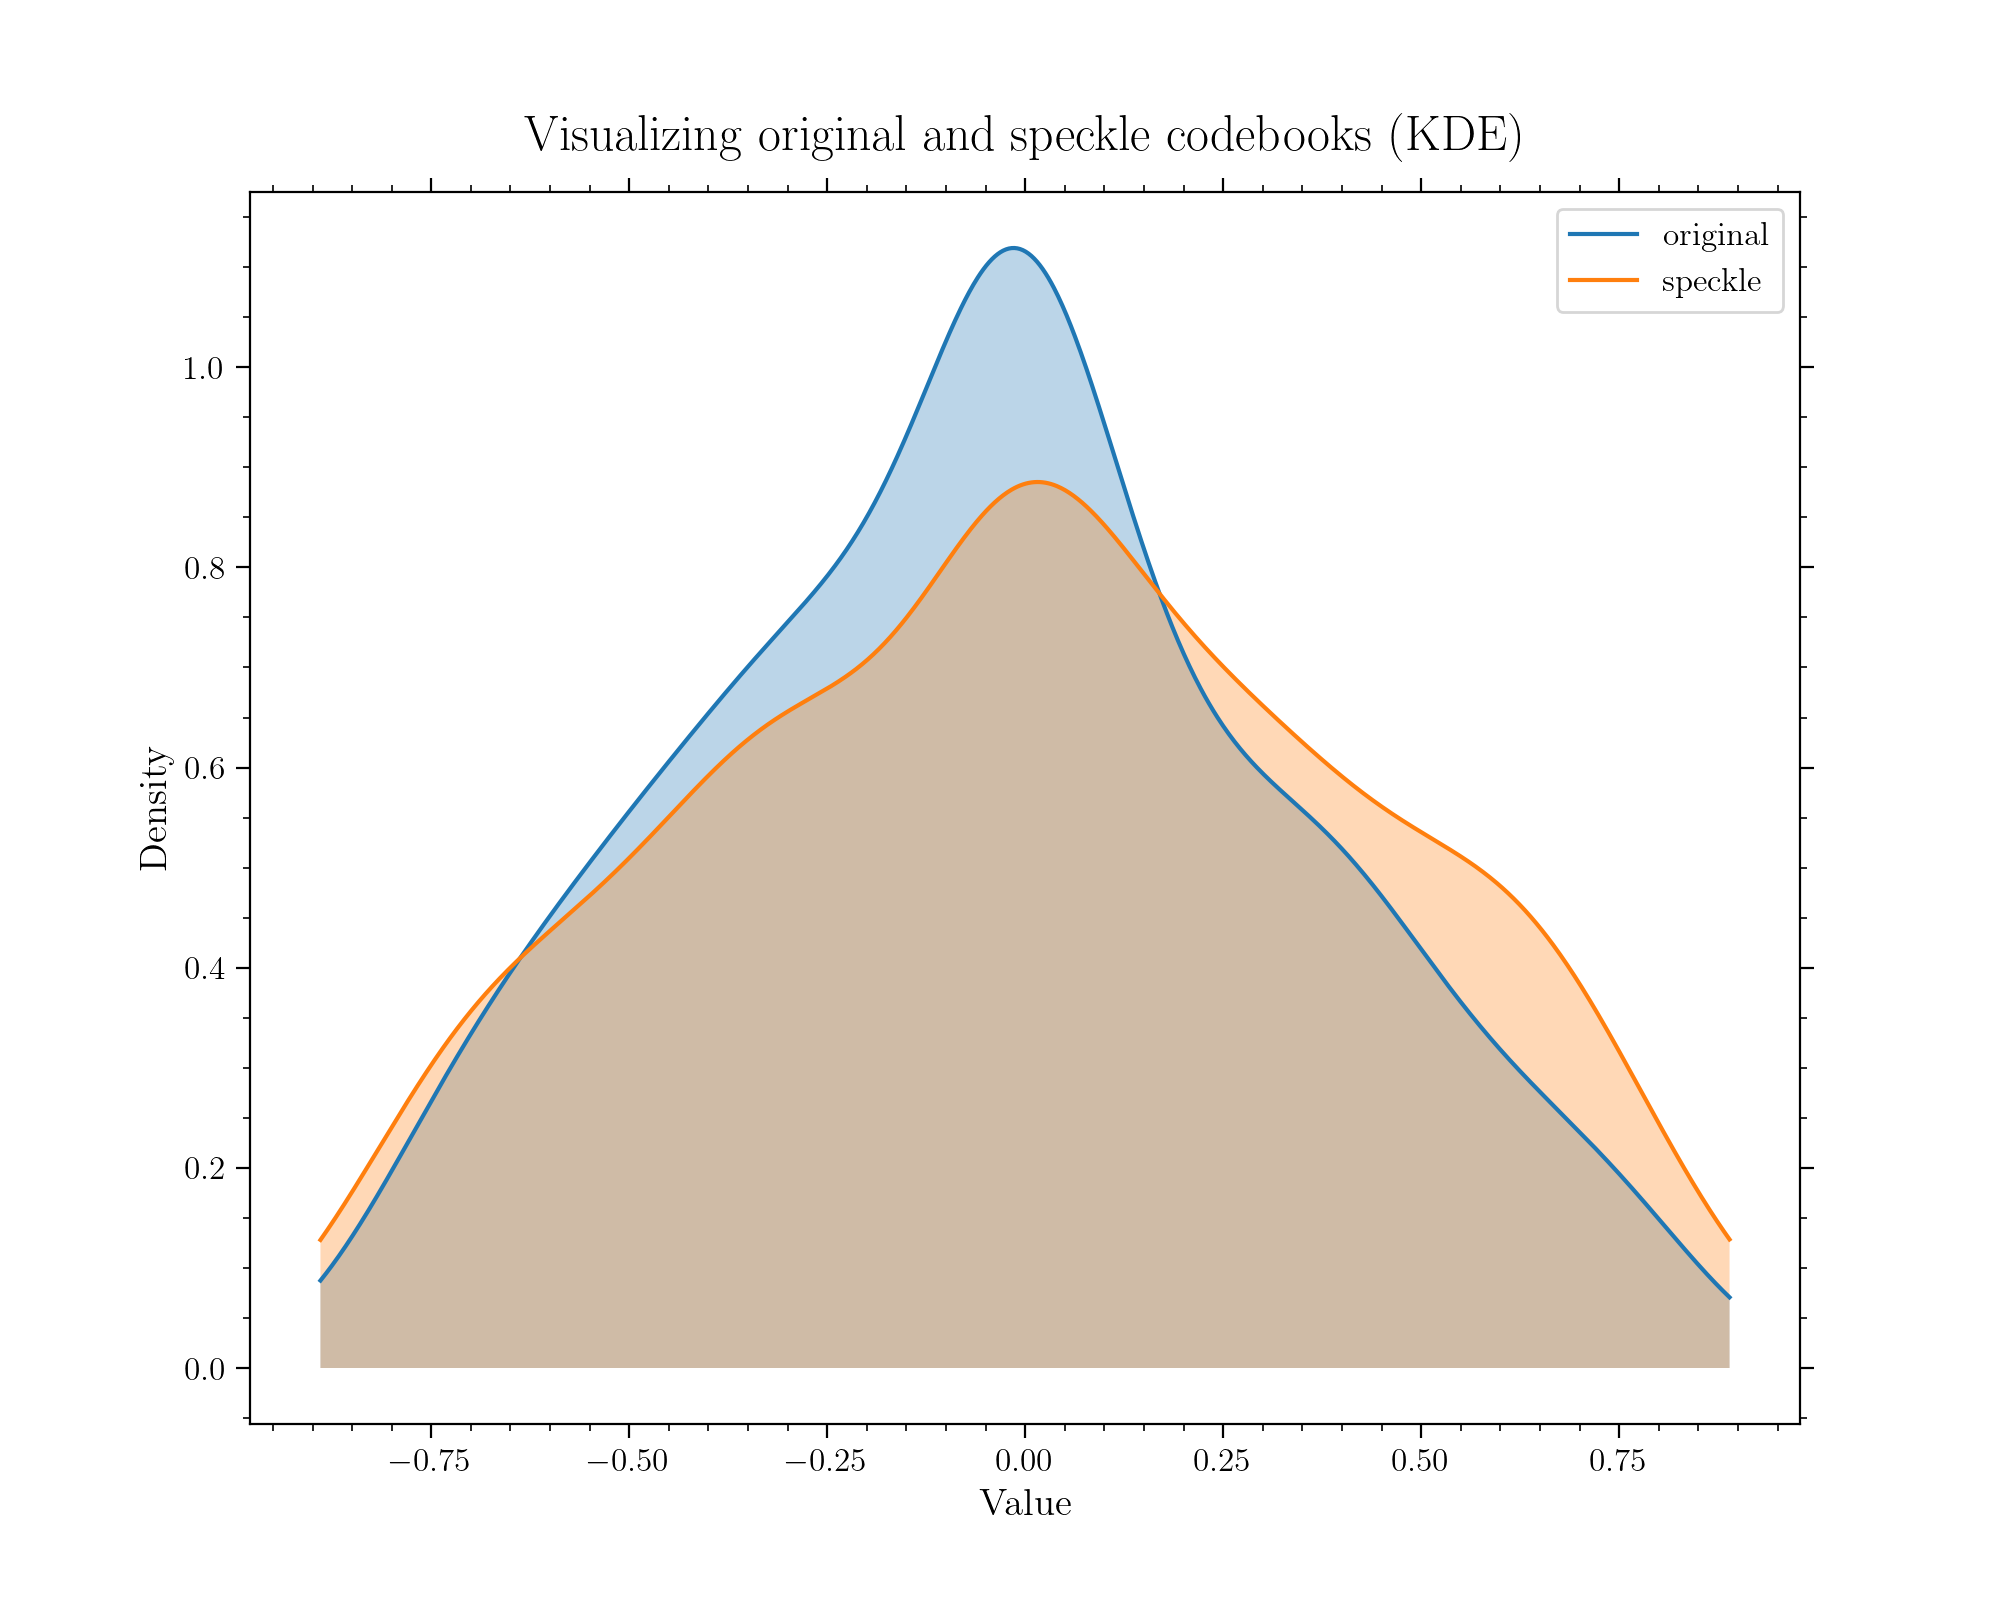 Visualizing original and speckle codebooks (KDE)
original
speckle
1.0
0.8
0.6
0.4
0.2
0.0
Density
−0.75 −0.50 −0.25 0.00 0.25 0.50 0.75
Value